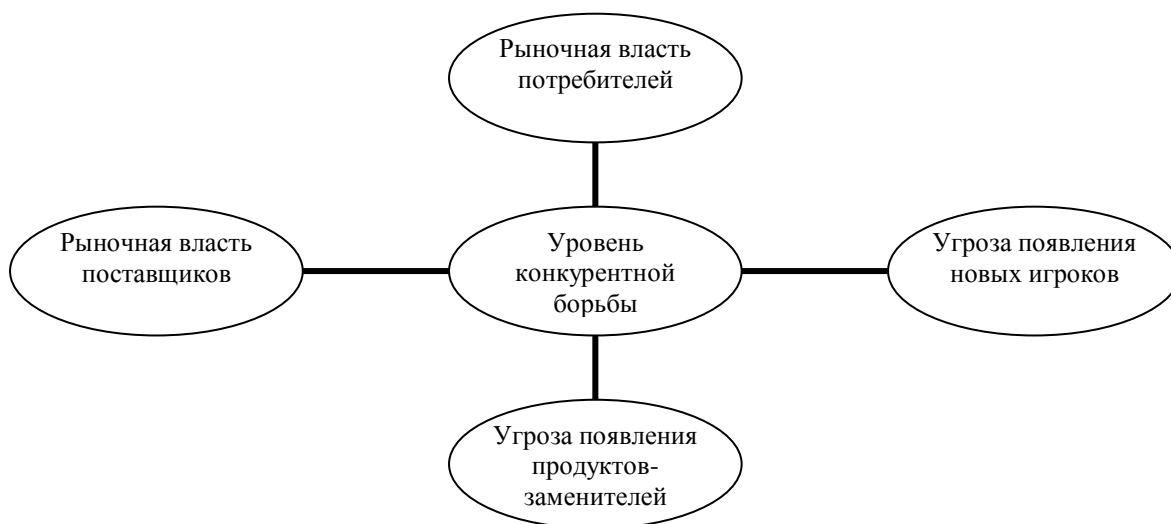 Рыночная власть
потребителей
Рыночная власть
поставщиков
Уровень
конкурентной
борьбы
Угроза появления
новых игроков
Угроза появления
продуктов-
заменителей